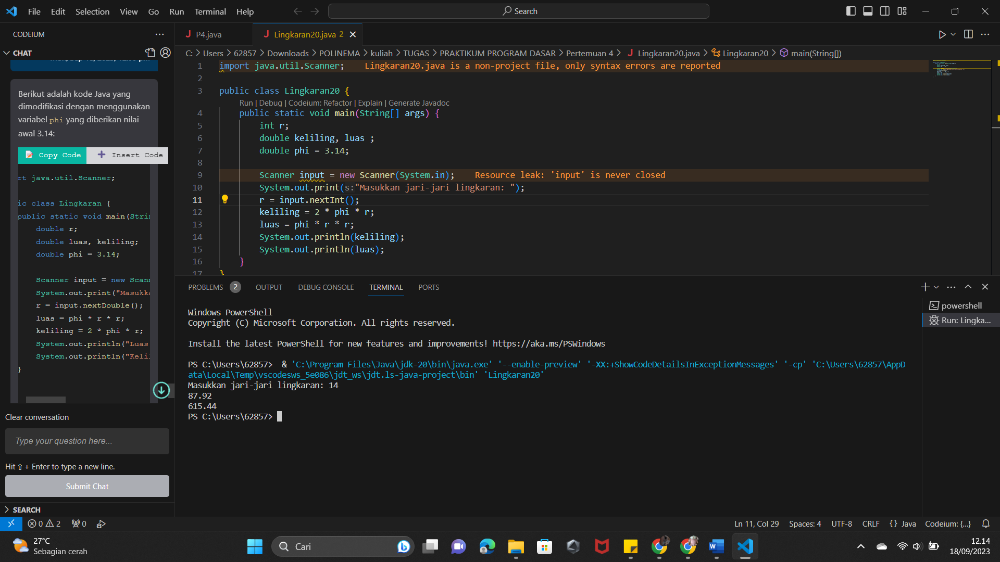 File Edit Selection View Go Run Terminal Help
Search
CODEIUM
CHAT
Berikut adalah kode Java yang
dimodifikasi dengan menggunakan
variabel phi yang diberikan nilai
awal 3.14:
Copy Code
Insert Code
rt java.util.Scanner;
ic class Lingkaran {
public static void main(Strin
double r;
double luas, keliling;
double phi = 3.14;
Scanner input = new Scann
System.out.print("Masukka
r = input.nextDouble();
luas = phi * r * r;
keliling = 2 * phi * r;
System.out.println("Luas
System.out.println("Kelil
}
Clear conversation
Type your question here...
Hit ⇧ + Enter to type a new line.
Submit Chat
SEARCH
P4.java
Lingkaran20.java 2
C: > Users > 62857 > Downloads > POLINEMA > kuliah > TUGAS > PRAKTIKUM PROGRAM DASAR > Pertemuan 4 > Lingkaran20.java > Lingkaran20 > main(String[])
1 import java.util.Scanner; Lingkaran20.java is a non-project file, only syntax errors are reported
2
3 public class Lingkaran20 {
Run | Debug | Codeium: Refactor | Explain | Generate Javadoc
4 public static void main(String[] args) {
5 int r;
6 double keliling, luas ;
7 double phi = 3.14;
8
9 Scanner input = new Scanner(System.in); Resource leak: 'input' is never closed
10 System.out.print(s:"Masukkan jari-jari lingkaran: ");
11 r = input.nextInt();
12 keliling = 2 * phi * r;
13 luas = phi * r * r;
14 System.out.println(keliling);
15 System.out.println(luas);
16 }
17 }
PROBLEMS 2 OUTPUT DEBUG CONSOLE TERMINAL PORTS
Windows PowerShell
Copyright (C) Microsoft Corporation. All rights reserved.
Install the latest PowerShell for new features and improvements! https://aka.ms/PSWindows
PS C:\Users\62857> & 'C:\Program Files\Java\jdk-20\bin\java.exe' '--enable-preview' '-XX:+ShowCodeDetailsInExceptionMessages' '-cp' 'C:\Users\62857\AppD
ata\Local\Temp\vscodesws_5e086\jdt_ws\jdt.ls-java-project\bin' 'Lingkaran20'
Masukkan jari-jari lingkaran: 14
87.92
615.44
PS C:\Users\62857>
powershell
Run: Lingka...
0 2 0
Ln 11, Col 29 Spaces: 4 UTF-8 CRLF {} Java Codeium: {...}
27°C
Sebagian cerah
Cari
12.14
18/09/2023